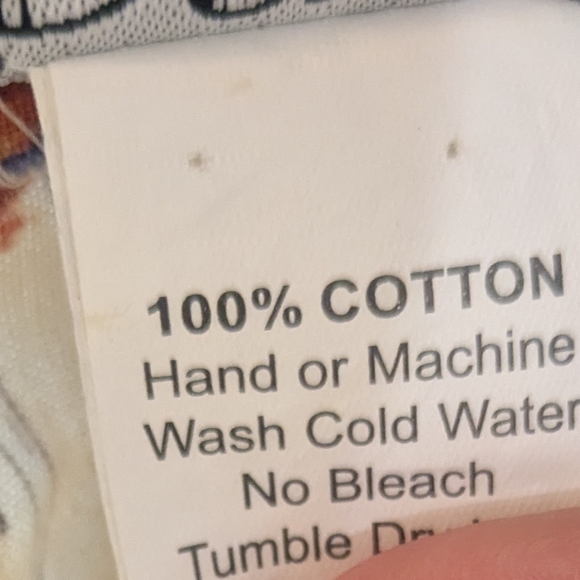 100% COTTON
Hand or Machine
Wash Cold Water
No Bleach
Tumble